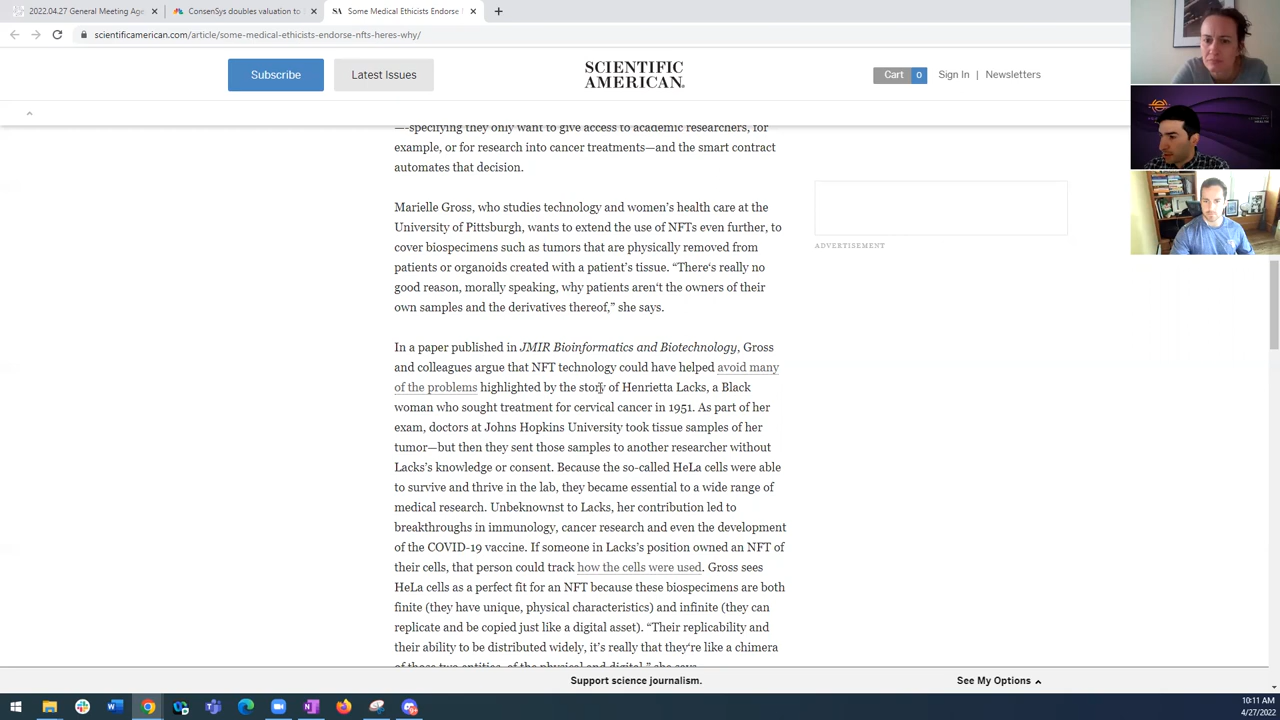 2022.04.27 General Meeting Age
ConsenSys doubles valuation to
SA Some Medical Ethicists Endorse
scientificamerican.com/article/some-medical-ethicists-endorse-nfts-heres-why/
Subscribe
Latest Issues
SCIENTIFIC
AMERICAN®
Cart 0 Sign In | Newsletters
—-specifying they only want to give access to academic researchers, for
example, or for research into cancer treatments—and the smart contract
automates that decision.
Marielle Gross, who studies technology and women’s health care at the
University of Pittsburgh, wants to extend the use of NFTs even further, to
cover biospecimens such as tumors that are physically removed from
patients or organoids created with a patient’s tissue. “There‘s really no
good reason, morally speaking, why patients aren‘t the owners of their
own samples and the derivatives thereof,” she says.
ADVERTISEMENT
In a paper published in JMIR Bioinformatics and Biotechnology, Gross
and colleagues argue that NFT technology could have helped avoid many
of the problems highlighted by the story of Henrietta Lacks, a Black
woman who sought treatment for cervical cancer in 1951. As part of her
exam, doctors at Johns Hopkins University took tissue samples of her
tumor—but then they sent those samples to another researcher without
Lacks’s knowledge or consent. Because the so-called HeLa cells were able
to survive and thrive in the lab, they became essential to a wide range of
medical research. Unbeknownst to Lacks, her contribution led to
breakthroughs in immunology, cancer research and even the development
of the COVID-19 vaccine. If someone in Lacks’s position owned an NFT of
their cells, that person could track how the cells were used. Gross sees
HeLa cells as a perfect fit for an NFT because these biospecimens are both
finite (they have unique, physical characteristics) and infinite (they can
replicate and be copied just like a digital asset). “Their replicability and
their ability to be distributed widely, it’s really that they‘re like a chimera
of those two entities, of the physical and digital,” she says.
Support science journalism.
See My Options
10:11 AM
4/27/2022